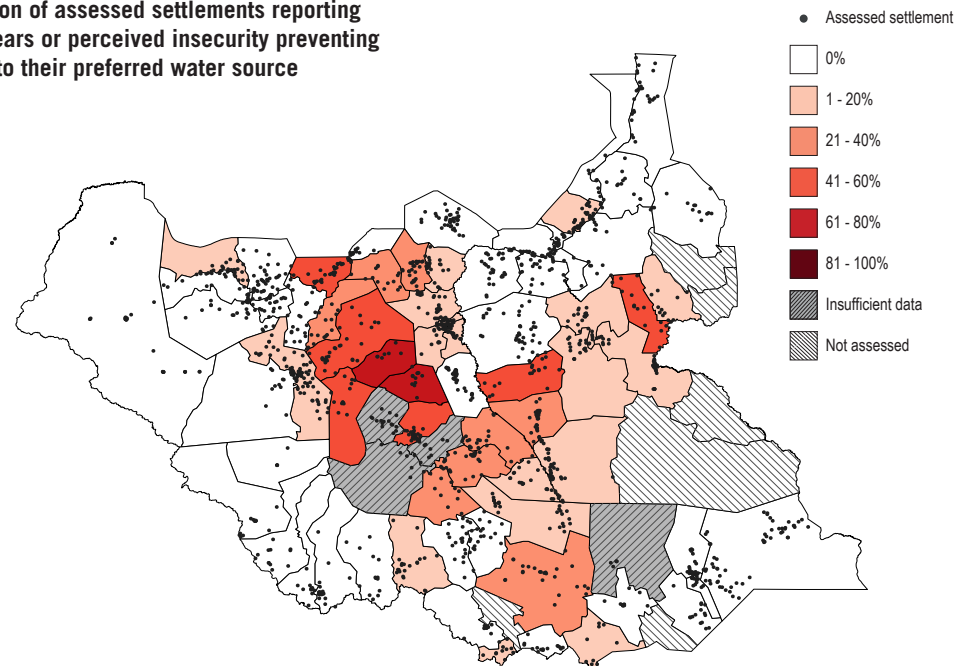 on of assessed settlements reporting
ears or perceived insecurity preventing
to their preferred water source
Assessed settlement
0%
1 - 20%
21 - 40%
41 - 60%
61 - 80%
81 - 100%
Insufficient data
Not assessed